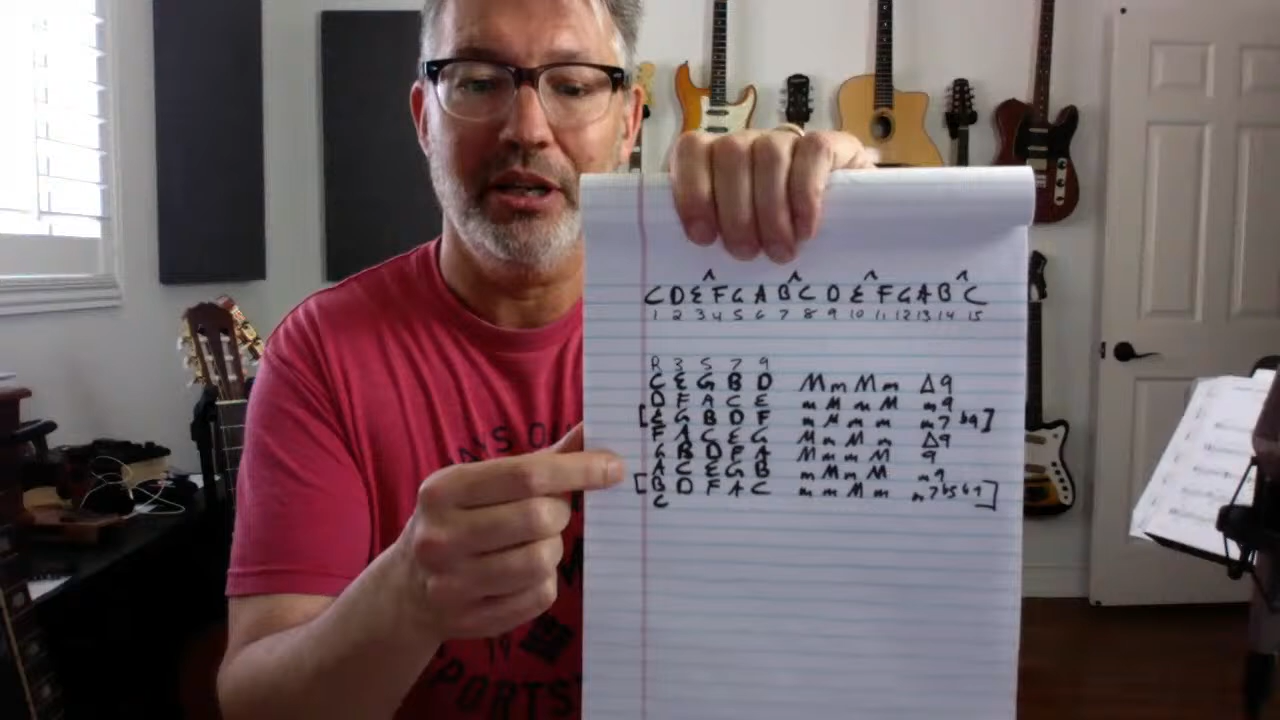 ^ ^ ^ ^
C D E F G A B C D E F G A B C
1 2 3 4 5 6 7 8 9 10 11 12 13 14 15
R 3 5 7 9
C E G B D M m M m Δ9
D F A C E m M m M m9
[E G B D F m M m m m7 b9]
F A C E G M m M m Δ9
G B D F A M m m M 9
A C E G B m M m M m9
[B D F A C m m M m m7b5b9]
C
19